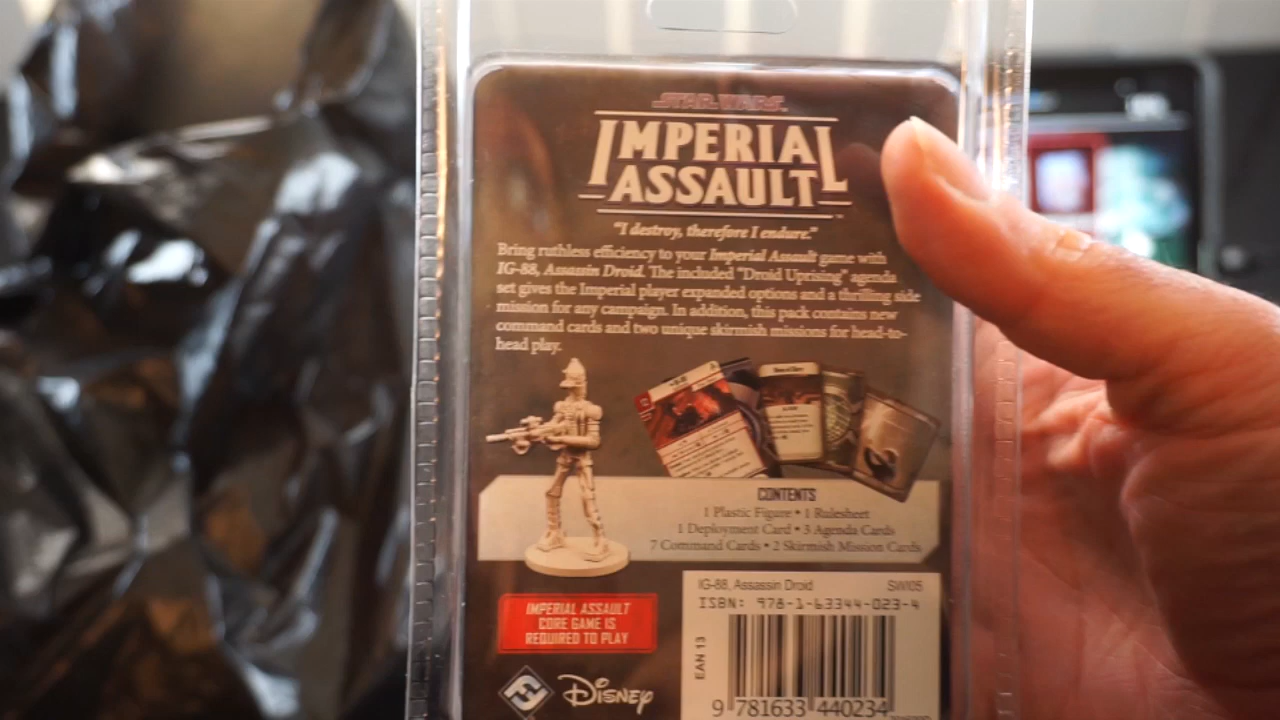 STAR WARS
IMPERIAL
ASSAULT
"I destroy, therefore I endure."
Bring ruthless efficiency to your Imperial Assault game with
IG-88, Assassin Droid. The included "Droid Uprising" agenda
set gives the Imperial player expanded options and a thrilling side
mission for any campaign. In addition, this pack contains new
command cards and two unique skirmish missions for head-to-
head play.
CONTENTS
1 Plastic Figure • 1 Rulesheet
1 Deployment Card • 3 Agenda Cards
7 Command Cards • 2 Skirmish Mission Cards
IMPERIAL ASSAULT
CORE GAME IS
REQUIRED TO PLAY
DISNEY
IG-88, Assassin Droid SWI05
ISBN: 978-1-63344-023-4
EAN 13
9 781633 440234